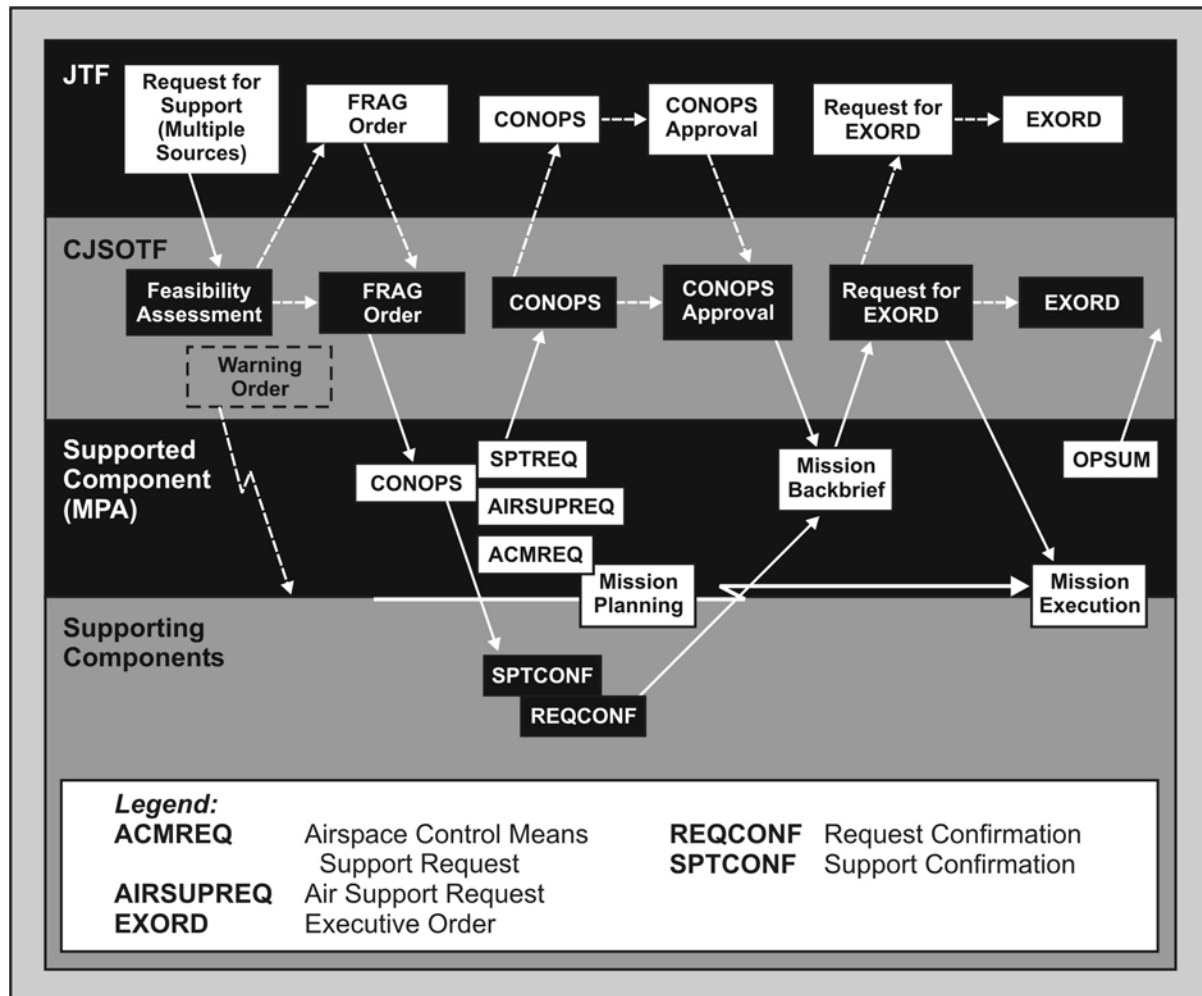 JTF
Request for
Support
(Multiple
Sources)
FRAG
Order
CONOPS
CONOPS
Approval
Request for
EXORD
EXORD
CJSOTF
Feasibility
Assessment
FRAG
Order
CONOPS
CONOPS
Approval
Request for
EXORD
EXORD
Warning
Order
Supported
Component
(MPA)
CONOPS
SPTREQ
AIRSUPREQ
ACMREQ
Mission
Planning
Mission
Backbrief
OPSUM
Mission
Execution
Supporting
Components
SPTCONF
REQCONF
Legend:
ACMREQ Airspace Control Means
Support Request
AIRSUPREQ Air Support Request
EXORD Executive Order
REQCONF Request Confirmation
SPTCONF Support Confirmation